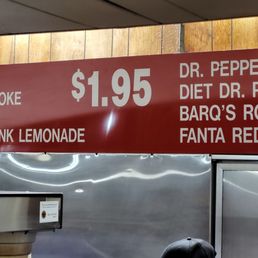 OKE
NK LEMONADE
$1.95
DR. PEPPE
DIET DR. P
BARQ'S RO
FANTA RED